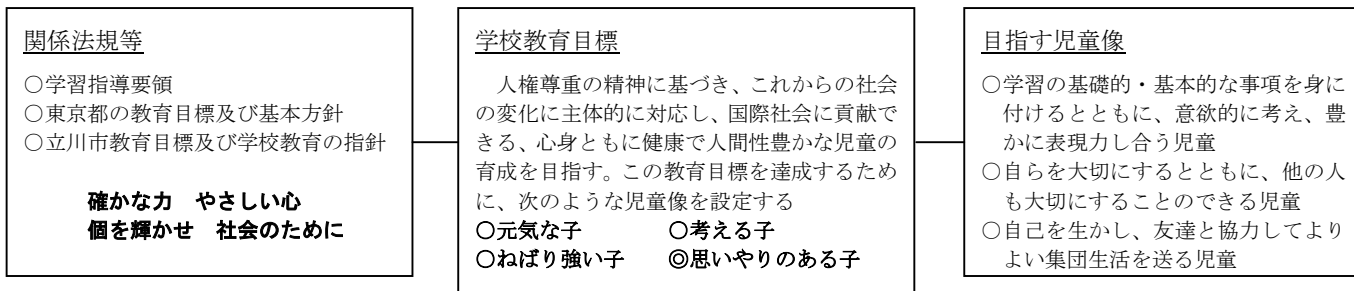 関係法規等
○学習指導要領
○東京都の教育目標及び基本方針
○立川市教育目標及び学校教育の指針
確かな力 やさしい心
個を輝かせ 社会のために
学校教育目標
人権尊重の精神に基づき、これからの社会
の変化に主体的に対応し、国際社会に貢献で
きる、心身ともに健康で人間性豊かな児童の
育成を目指す。この教育目標を達成するため
に、次のような児童像を設定する
○元気な子 ○考える子
○ねばり強い子 ◎思いやりのある子
目指す児童像
○学習の基礎的・基本的な事項を身に
付けるとともに、意欲的に考え、豊
かに表現力し合う児童
○自らを大切にするとともに、他の人
も大切にすることのできる児童
○自己を生かし、友達と協力してより
よい集団生活を送る児童